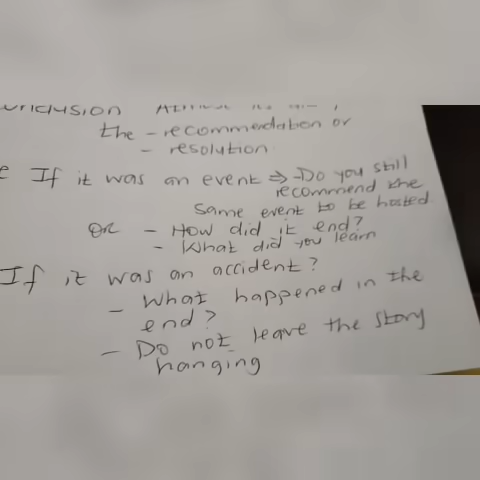 the - recommendation or
- resolution
e If it was an event ⇒ Do you still
recommend the
same event to be hosted
OR - How did it end?
- What did you learn
If it was an accident?
- What happened in the
end?
- Do not leave the story
hanging